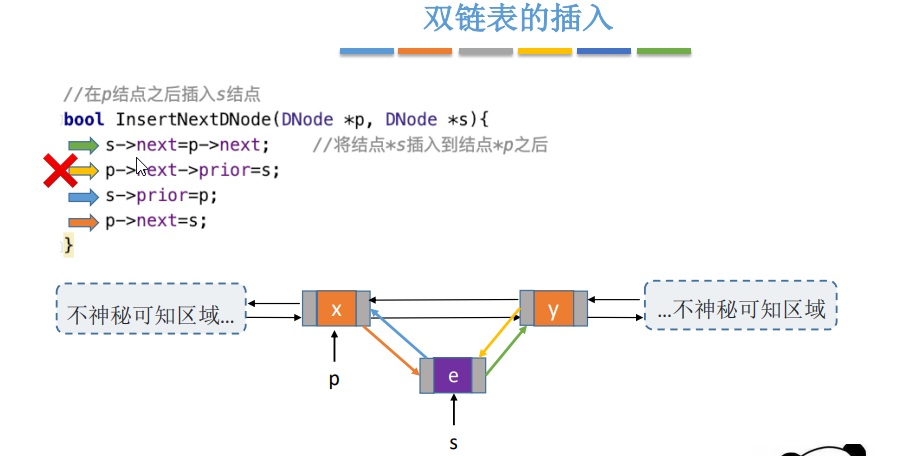 双链表的插入
//在p结点之后插入s结点
bool InsertNextDNode(DNode *p, DNode *s){
s->next=p->next; //将结点*s插入到结点*p之后
p->next->prior=s;
s->prior=p;
p->next=s;
}
不神秘可知区域... x y ...不神秘可知区域
p e
s